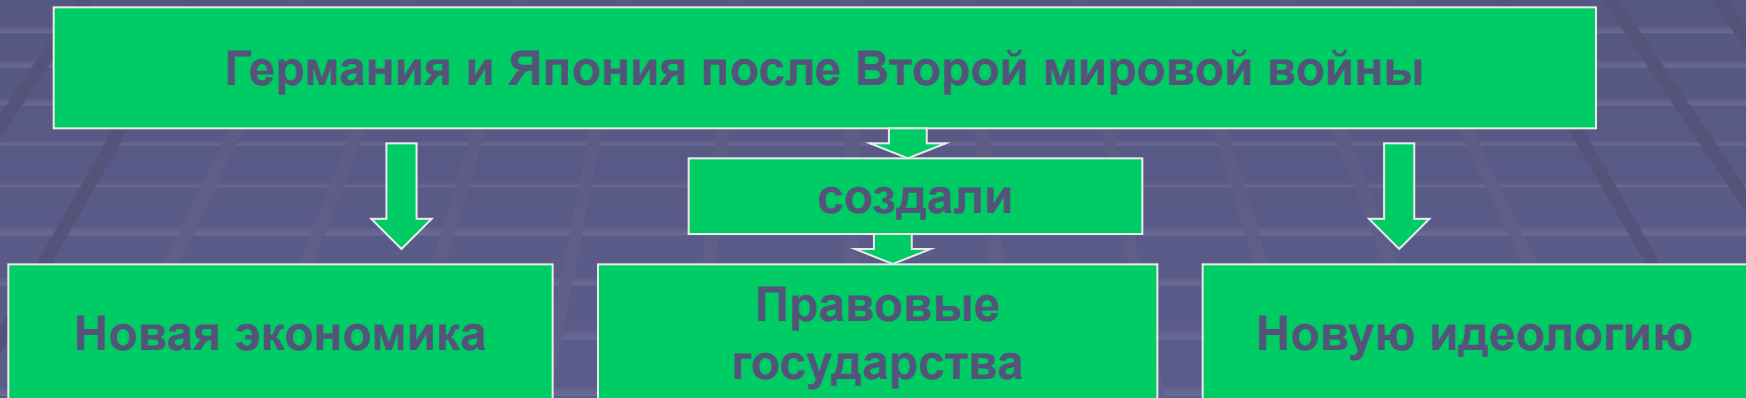 Германия и Япония после Второй мировой войны
создали
Новая экономика
Правовые
государства
Новую идеологию